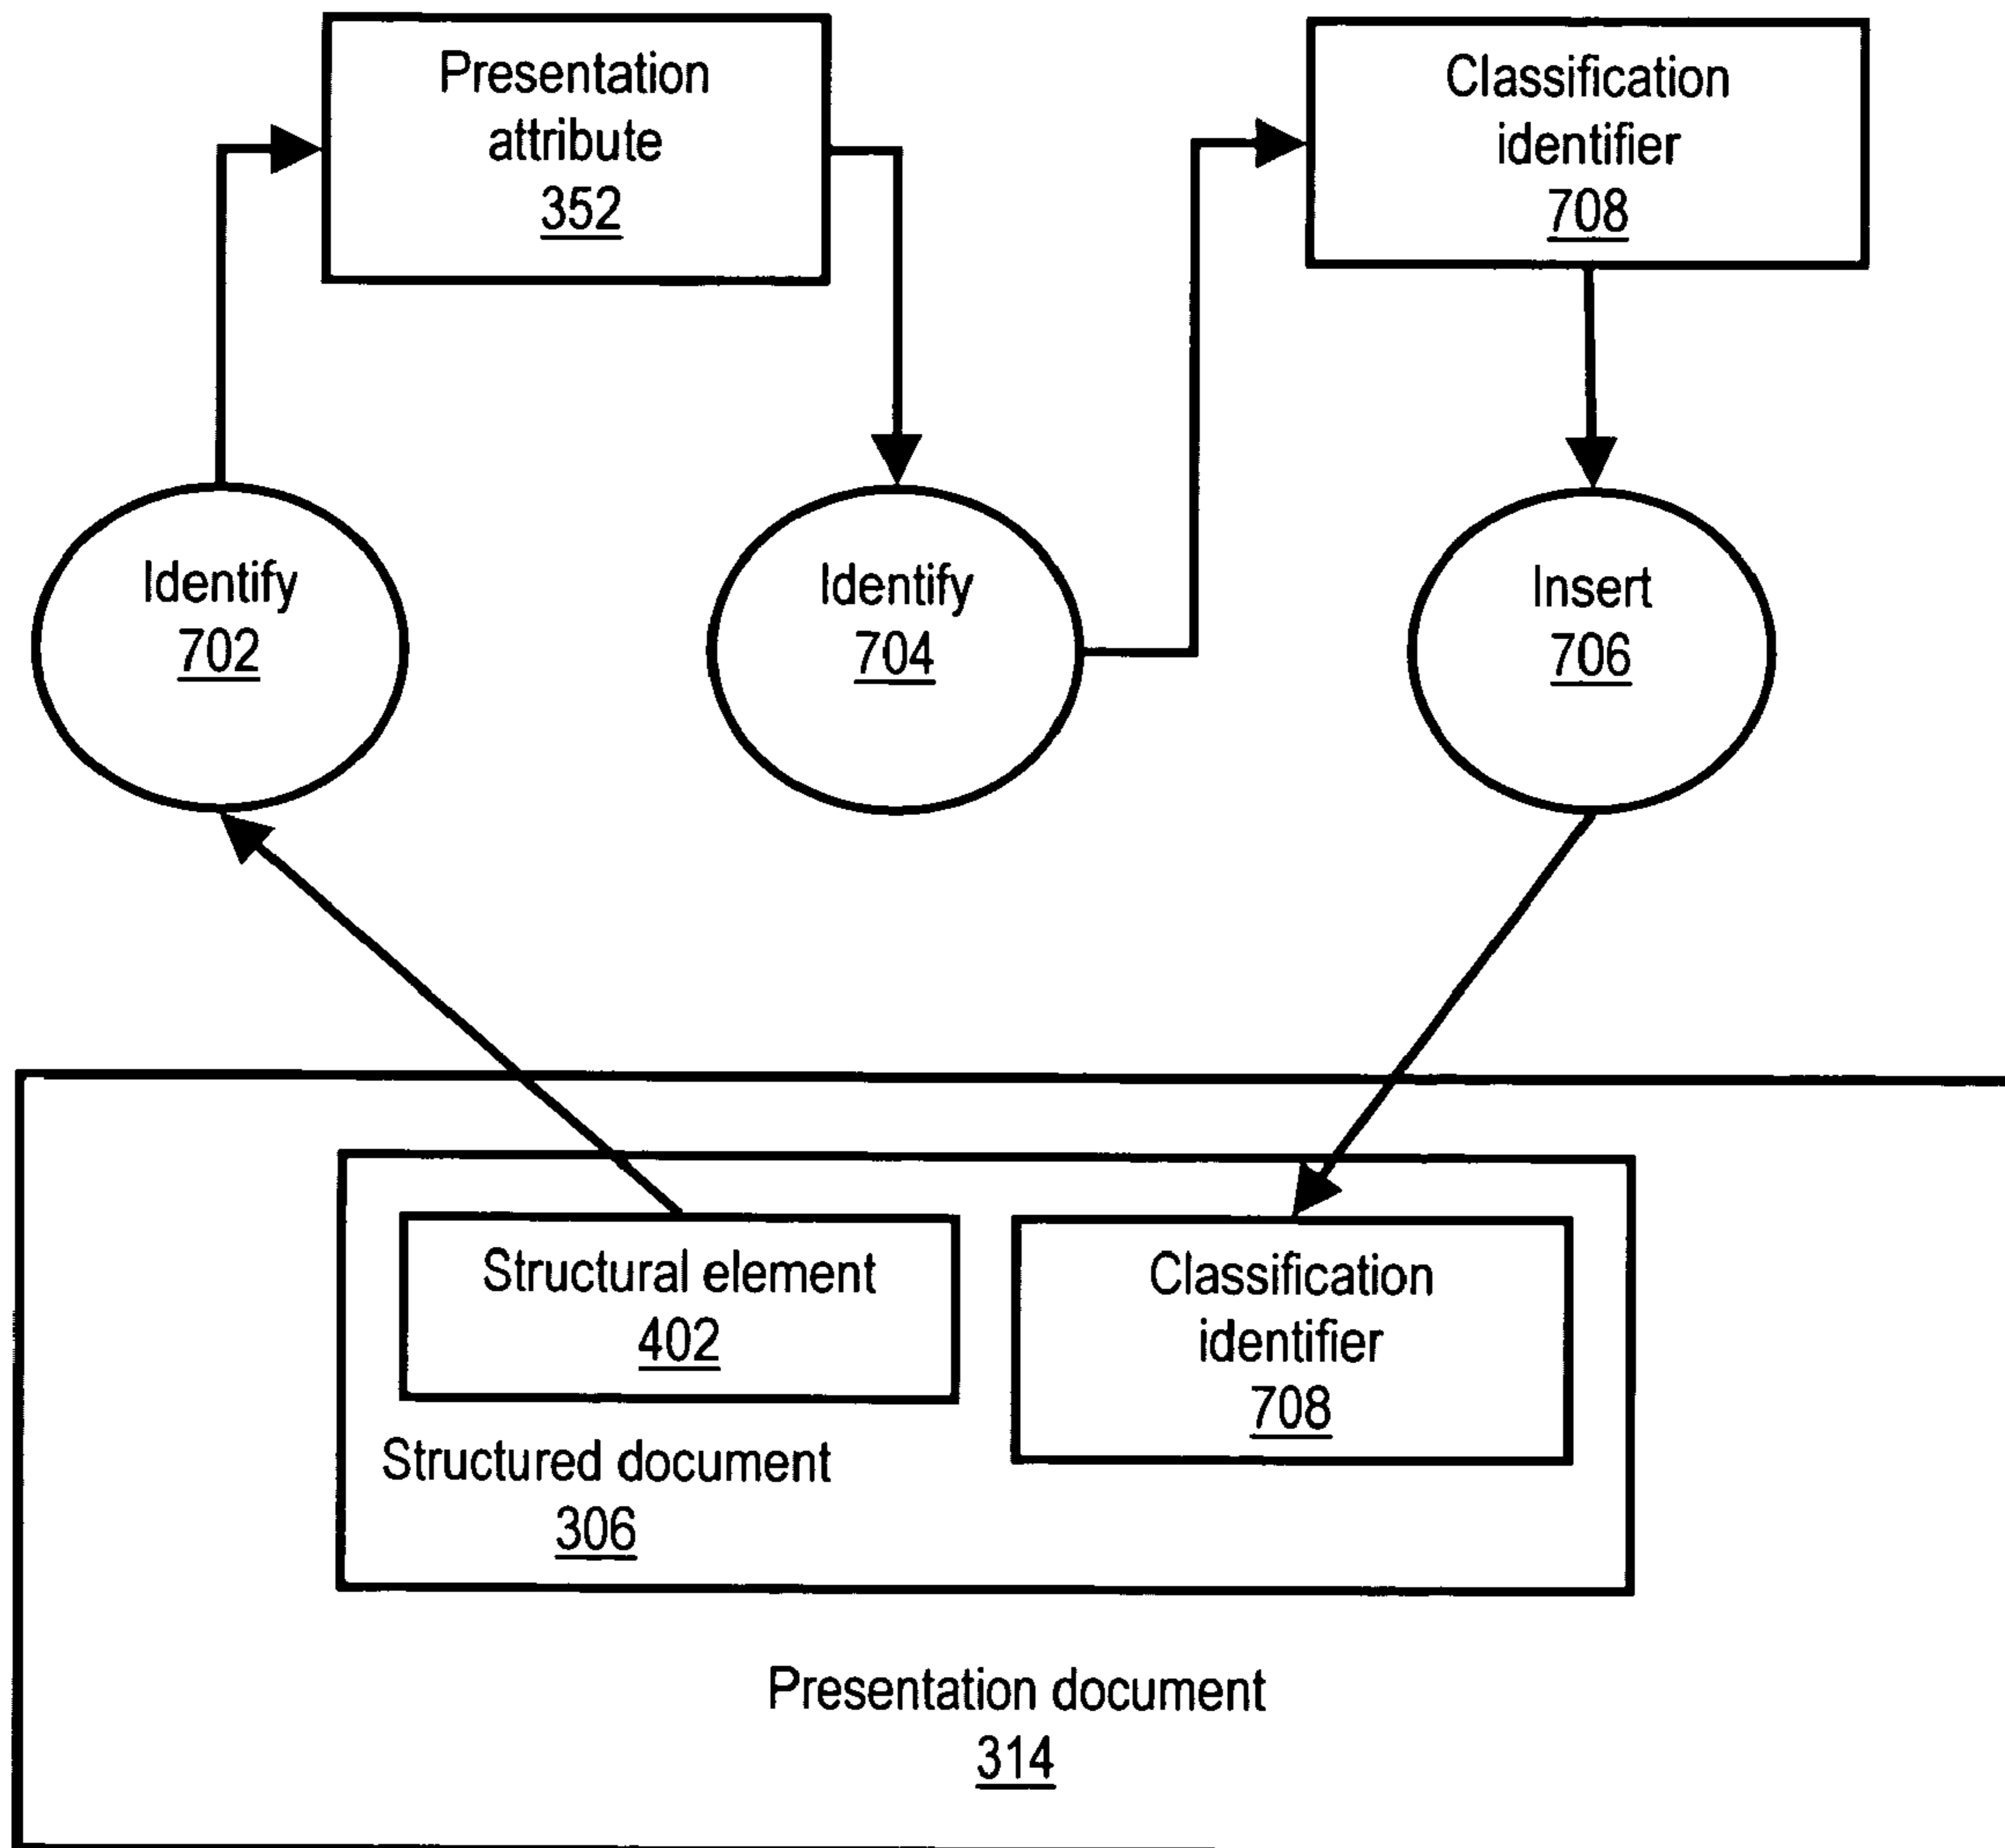 Presentation
attribute
352
Classification
identifier
708
Identify
702
Identify
704
Insert
706
Structural element
402
Classification
identifier
708
Structured document
306
Presentation document
314